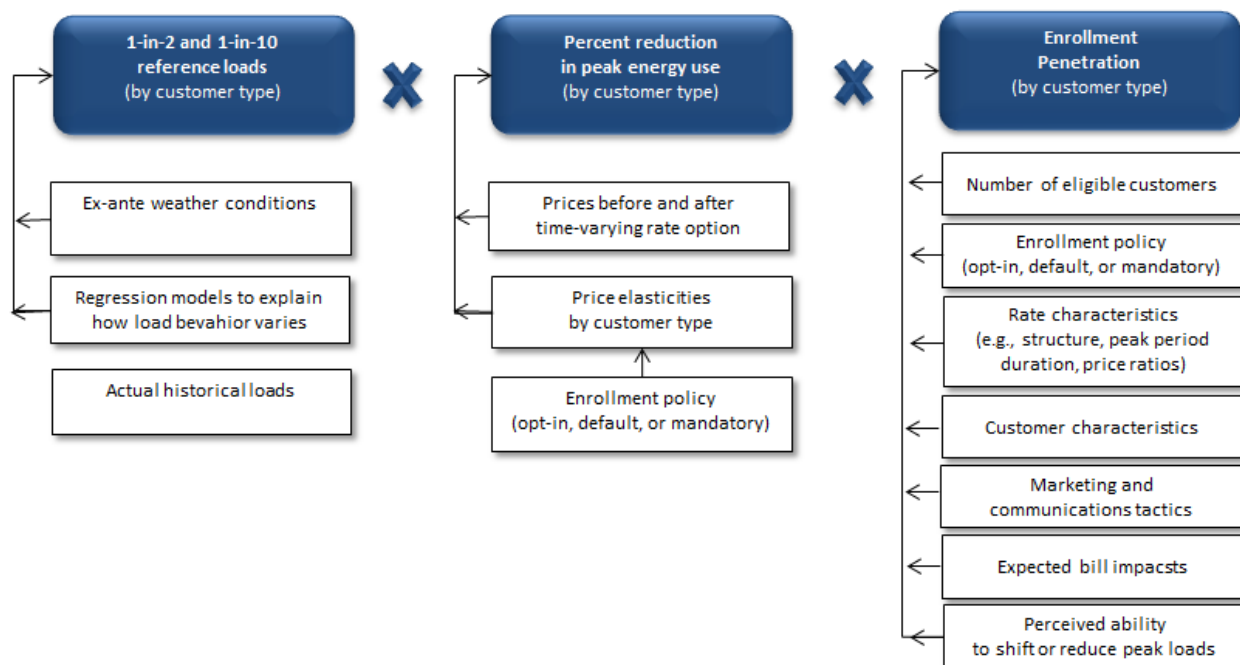 1-in-2 and 1-in-10
reference loads
(by customer type)
Ex-ante weather conditions
Regression models to explain
how load bevahior varies
Actual historical loads
Percent reduction
in peak energy use
(by customer type)
Prices before and after
time-varying rate option
Price elasticities
by customer type
Enrollment policy
(opt-in, default, or mandatory)
Enrollment
Penetration
(by customer type)
Number of eligible customers
Enrollment policy
(opt-in, default, or mandatory)
Rate characteristics
(e.g., structure, peak period
duration, price ratios)
Customer characteristics
Marketing and
communications tactics
Expected bill impacsts
Perceived ability
to shift or reduce peak loads